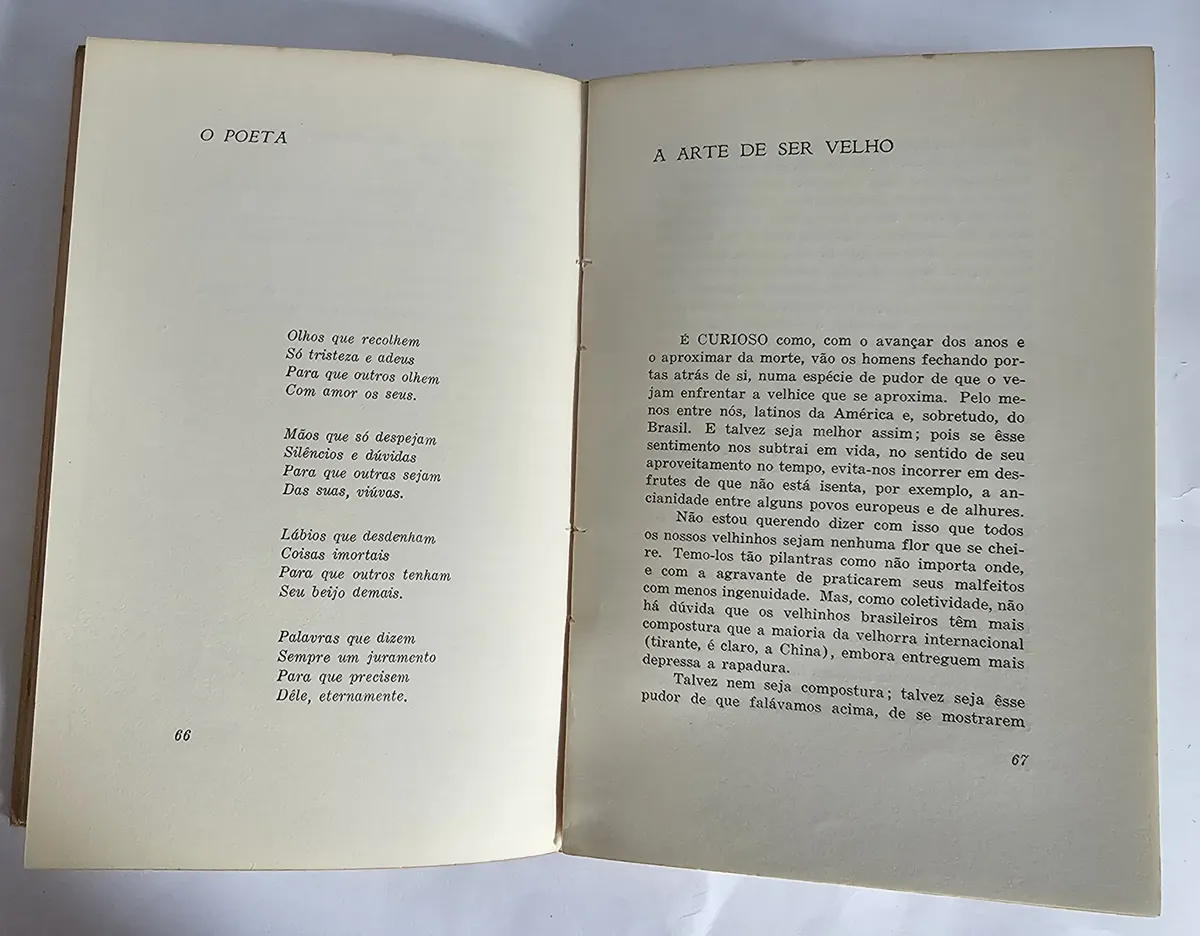 O POETA
Olhos que recolhem
Só tristeza e adeus
Para que outros olhem
Com amor os seus.
Mãos que só despejam
Silêncios e dúvidas
Para que outras sejam
Das suas, viúvas.
Lábios que desdenham
Coisas imortais
Para que outros tenham
Seu beijo demais.
Palavras que dizem
Sempre um juramento
Para que precisem
Dêle, eternamente.
66
A ARTE DE SER VELHO
É CURIOSO como, com o avançar dos anos e
o aproximar da morte, vão os homens fechando por-
tas atrás de si, numa espécie de pudor de que o ve-
jam enfrentar a velhice que se aproxima. Pelo me-
nos entre nós, latinos da América e, sobretudo, do
Brasil. E talvez seja melhor assim; pois se êsse
sentimento nos subtrai em vida, no sentido de seu
aproveitamento no tempo, evita-nos incorrer em des-
frutes de que não está isenta, por exemplo, a an-
cianidade entre alguns povos europeus e de alhures.
Não estou querendo dizer com isso que todos
os nossos velhinhos sejam nenhuma flor que se chei-
re. Temo-los tão pilantras como não importa onde,
e com a agravante de praticarem seus malfeitos
com menos ingenuidade. Mas, como coletividade, não
há dúvida que os velhinhos brasileiros têm mais
compostura que a maioria da velhorra internacional
(tirante, é claro, a China), embora entreguem mais
depressa a rapadura.
Talvez nem seja compostura; talvez seja êsse
pudor de que falávamos acima, de se mostrarem
67